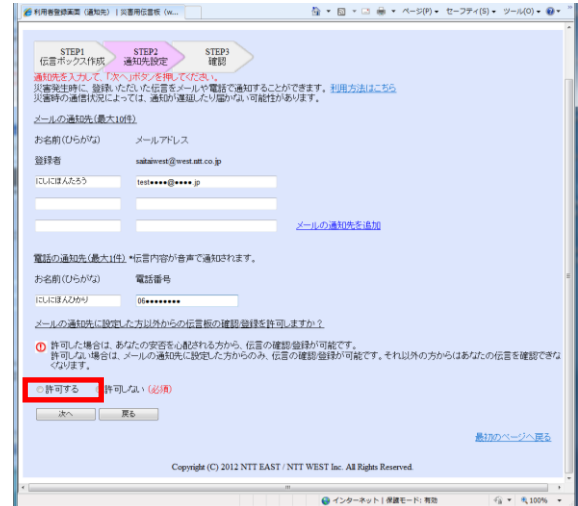 利用者登録画面（通知先）｜災害用伝言板（w...
ページ(P) セーフティ(S) ツール(O)
STEP1 STEP2 STEP3
伝言ボックス作成 通知先設定 確認
通知先を入力して、「次へ」ボタンを押してください。
災害発生時に、登録いただいた伝言をメールや電話で通知することができます。利用方法はこちら
災害時の通信状況によっては、通知が遅延したり届かない可能性があります。
メールの通知先(最大10件)
お名前(ひらがな) メールアドレス
登録者 saitaiwest@west.ntt.co.jp
にしにほんたろう test●●●●@●●●●.jp
メールの通知先を追加
電話の通知先(最大1件) *伝言内容が音声で通知されます。
お名前(ひらがな) 電話番号
にしにほんひかり 06●●●●●●●●
メールの通知先に設定した方以外からの伝言板の確認/登録を許可しますか？
許可した場合は、あなたの安否を心配される方から、伝言の確認/登録が可能です。
許可しない場合は、メールの通知先に設定した方からのみ、伝言の確認/登録が可能です。それ以外の方からはあなたの伝言を確認できな
くなります。
許可する 許可しない (必須)
次へ 戻る
最初のページへ戻る
Copyright (C) 2012 NTT EAST / NTT WEST Inc. All Rights Reserved.
インターネット | 保護モード: 有効 100%